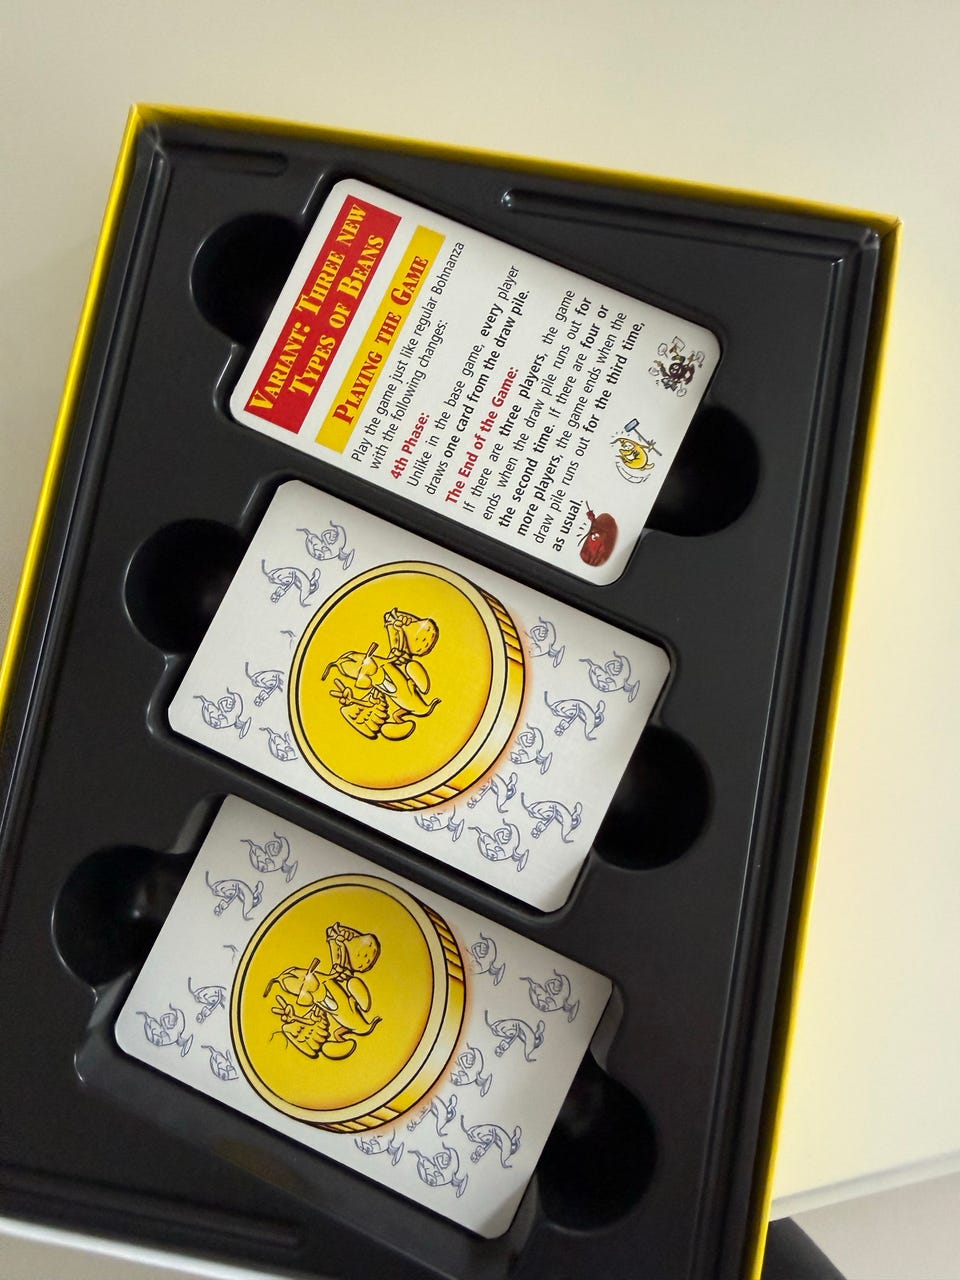 VARIANT: THREE NEW
TYPES OF BEANS
PLAYING THE GAME
Play the game just like regular Bohnanza
with the following changes:
4th Phase:
Unlike in the base game, every player
draws one card from the draw pile.
The End of the Game:
If there are three players, the game
ends when the draw pile runs out for
the second time. If there are four or
more players, the game ends when the
draw pile runs out for the third time,
as usual.